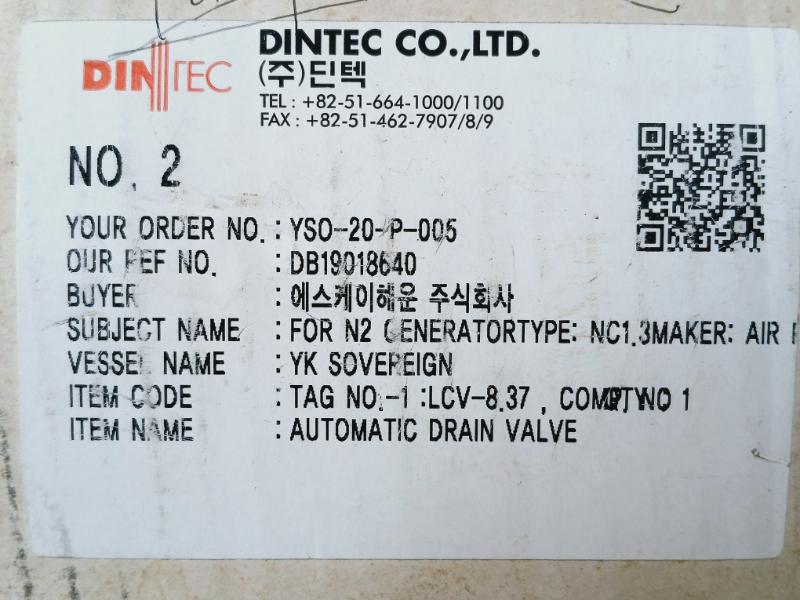 DINTEC
DINTEC CO.,LTD.
(주)딘텍
TEL : +82-51-664-1000/1100
FAX : +82-51-462-7907/8/9
NO. 2
YOUR ORDER NO. : YSO-20-P-005
OUR REF NO. : DB19018640
BUYER : 에스케이해운 주식회사
SUBJECT NAME : FOR N2 GENERATORTYPE: NC1.3MAKER: AIR
VESSEL NAME : YK SOVEREIGN
ITEM CODE : TAG NO.-1 :LCV-8.37 , NO 1
ITEM NAME : AUTOMATIC DRAIN VALVE